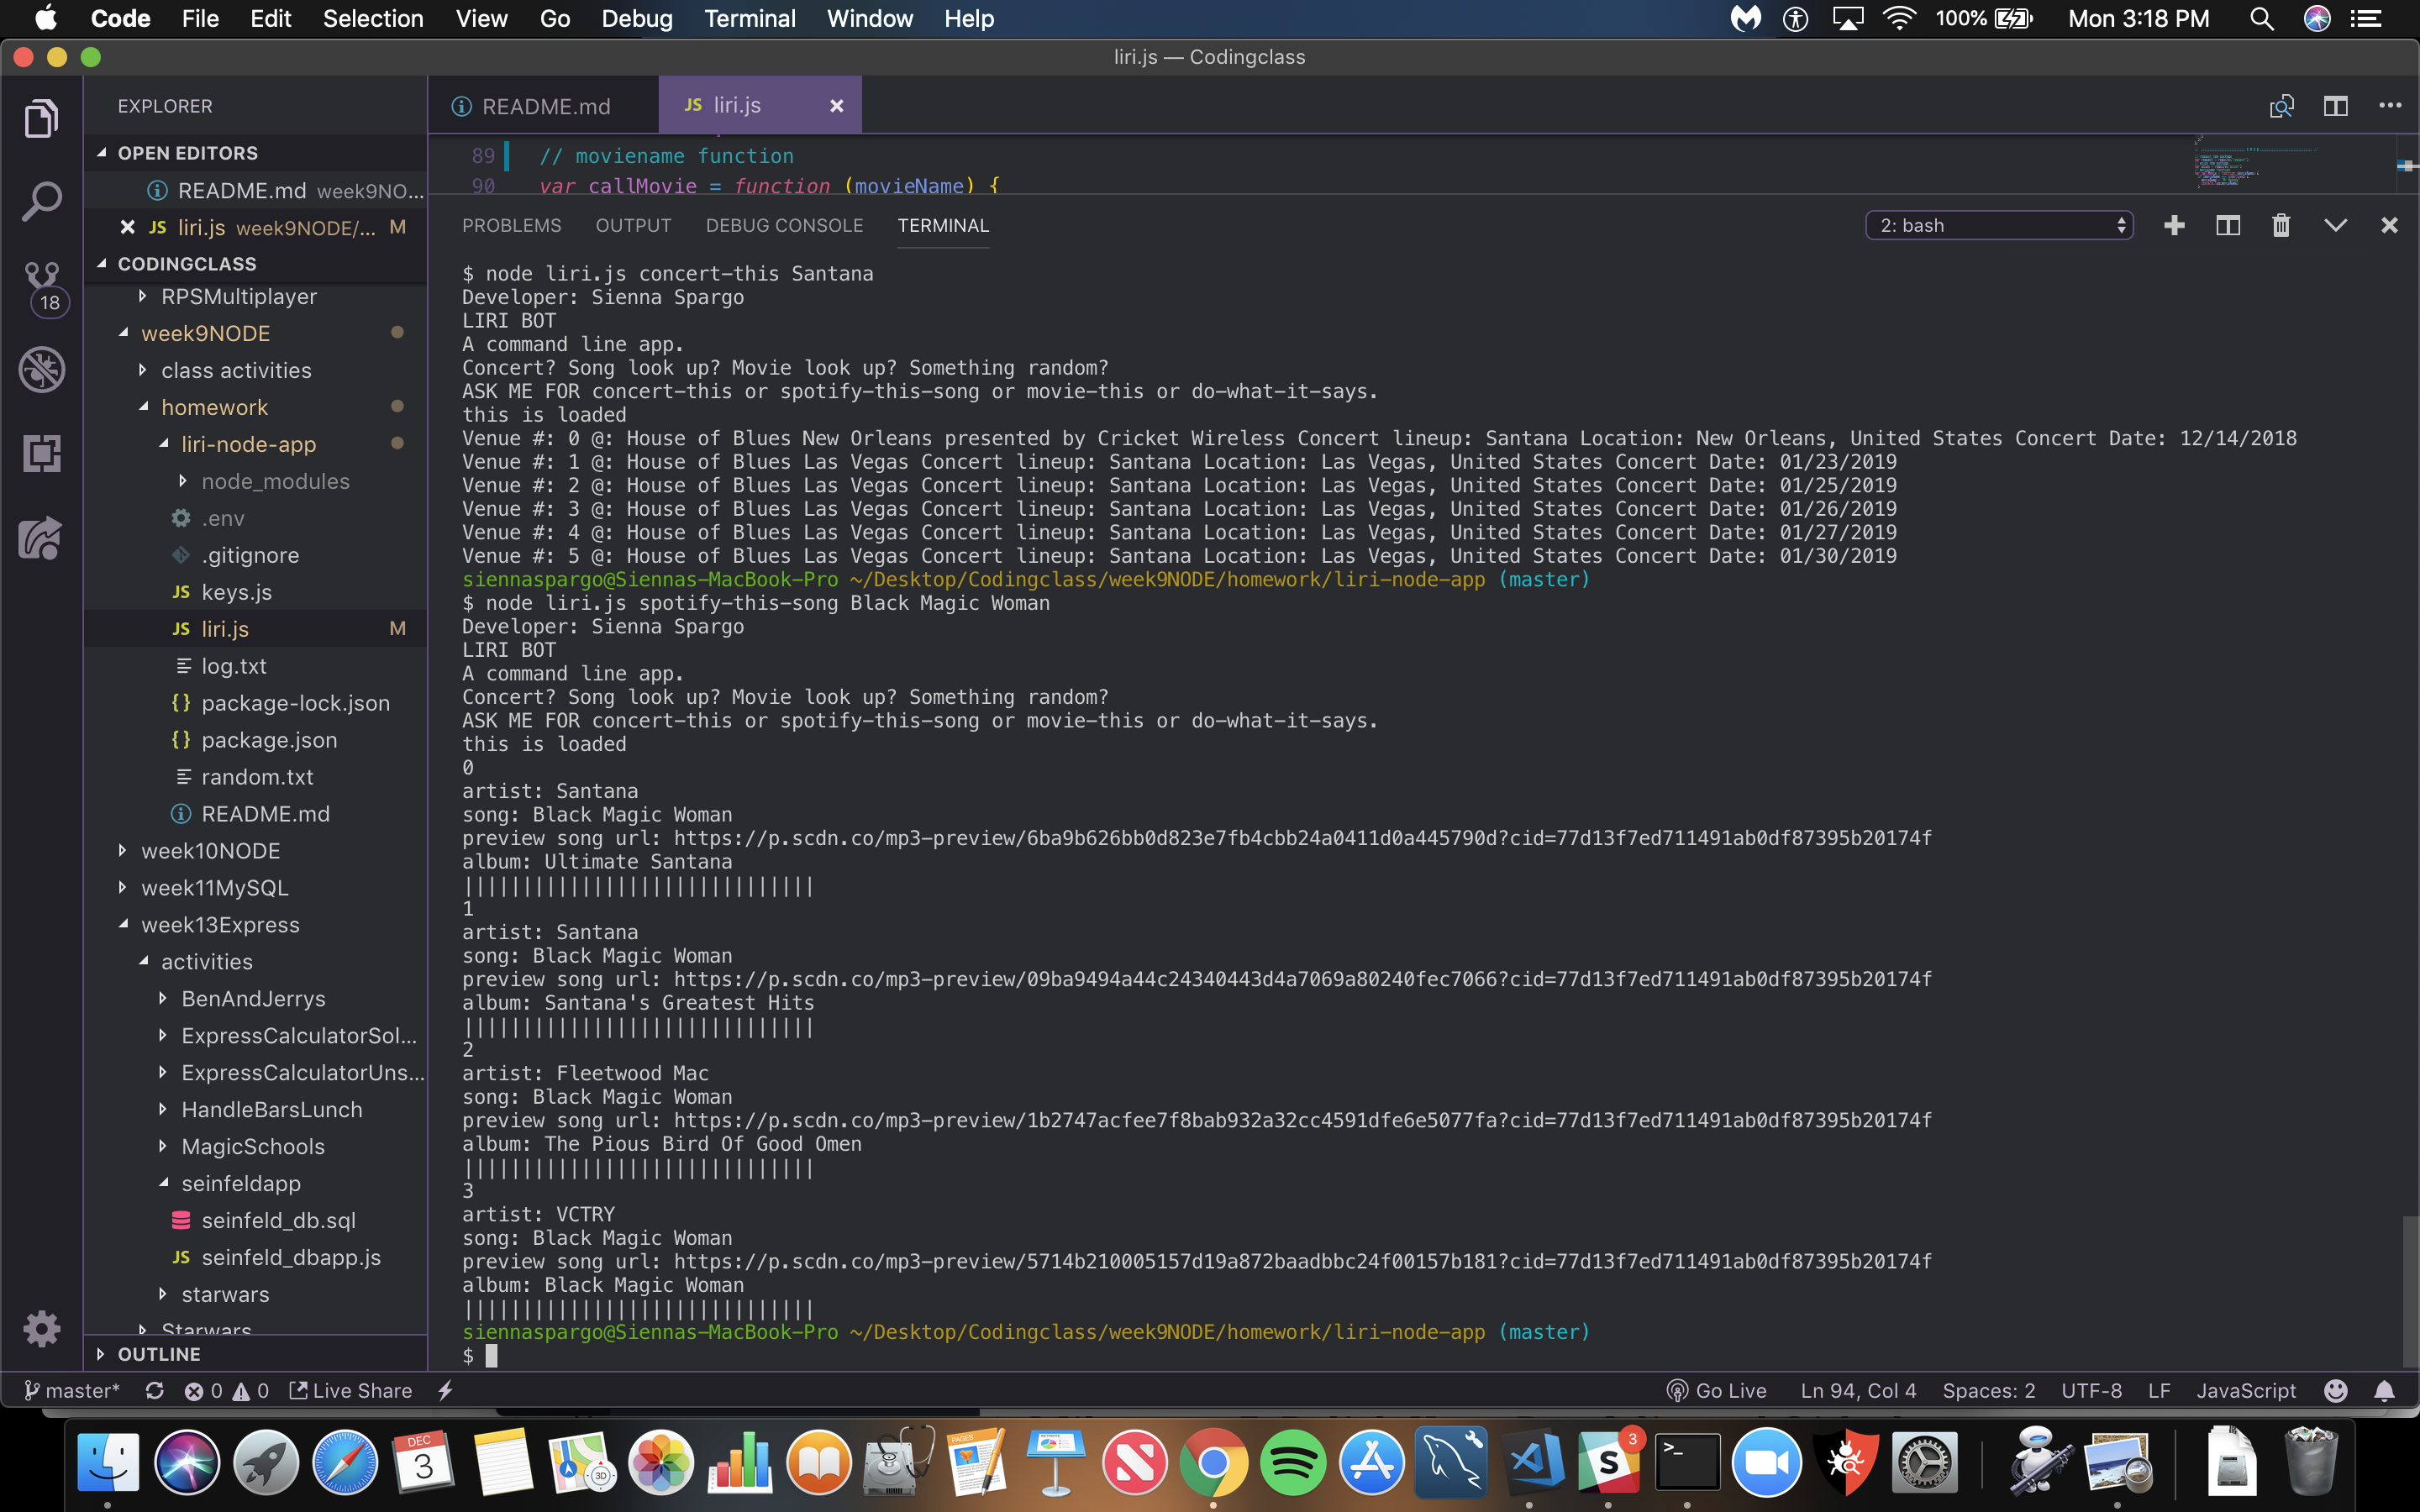 Code File Edit Selection View Go Debug Terminal Window Help 100% Mon 3:18 PM
liri.js — Codingclass
EXPLORER
OPEN EDITORS
README.md week9NO...
JS liri.js week9NODE/... M
CODINGCLASS
RPSMultiplayer
week9NODE
class activities
homework
liri-node-app
node_modules
.env
.gitignore
JS keys.js
JS liri.js M
log.txt
{} package-lock.json
{} package.json
random.txt
README.md
week10NODE
week11MySQL
week13Express
activities
BenAndJerrys
ExpressCalculatorSol...
ExpressCalculatorUns...
HandleBarsLunch
MagicSchools
seinfeldapp
seinfeld_db.sql
JS seinfeld_dbapp.js
starwars
Starwars
OUTLINE
18
README.md JS liri.js
89 // moviename function
90 var callMovie = function (movieName) {
PROBLEMS OUTPUT DEBUG CONSOLE TERMINAL 2: bash
$ node liri.js concert-this Santana
Developer: Sienna Spargo
LIRI BOT
A command line app.
Concert? Song look up? Movie look up? Something random?
ASK ME FOR concert-this or spotify-this-song or movie-this or do-what-it-says.
this is loaded
Venue #: 0 @: House of Blues New Orleans presented by Cricket Wireless Concert lineup: Santana Location: New Orleans, United States Concert Date: 12/14/2018
Venue #: 1 @: House of Blues Las Vegas Concert lineup: Santana Location: Las Vegas, United States Concert Date: 01/23/2019
Venue #: 2 @: House of Blues Las Vegas Concert lineup: Santana Location: Las Vegas, United States Concert Date: 01/25/2019
Venue #: 3 @: House of Blues Las Vegas Concert lineup: Santana Location: Las Vegas, United States Concert Date: 01/26/2019
Venue #: 4 @: House of Blues Las Vegas Concert lineup: Santana Location: Las Vegas, United States Concert Date: 01/27/2019
Venue #: 5 @: House of Blues Las Vegas Concert lineup: Santana Location: Las Vegas, United States Concert Date: 01/30/2019
siennaspargo@Siennas-MacBook-Pro ~/Desktop/Codingclass/week9NODE/homework/liri-node-app (master)
$ node liri.js spotify-this-song Black Magic Woman
Developer: Sienna Spargo
LIRI BOT
A command line app.
Concert? Song look up? Movie look up? Something random?
ASK ME FOR concert-this or spotify-this-song or movie-this or do-what-it-says.
this is loaded
0
artist: Santana
song: Black Magic Woman
preview song url: https://p.scdn.co/mp3-preview/6ba9b626bb0d823e7fb4cbb24a0411d0a445790d?cid=77d13f7ed711491ab0df87395b20174f
album: Ultimate Santana
||||||||||||||||||||||||||||||
1
artist: Santana
song: Black Magic Woman
preview song url: https://p.scdn.co/mp3-preview/09ba9494a44c24340443d4a7069a80240fec7066?cid=77d13f7ed711491ab0df87395b20174f
album: Santana's Greatest Hits
||||||||||||||||||||||||||||||
2
artist: Fleetwood Mac
song: Black Magic Woman
preview song url: https://p.scdn.co/mp3-preview/1b2747acfee7f8bab932a32cc4591dfe6e5077fa?cid=77d13f7ed711491ab0df87395b20174f
album: The Pious Bird Of Good Omen
||||||||||||||||||||||||||||||
3
artist: VCTRY
song: Black Magic Woman
preview song url: https://p.scdn.co/mp3-preview/5714b210005157d19a872baadbbc24f00157b181?cid=77d13f7ed711491ab0df87395b20174f
album: Black Magic Woman
||||||||||||||||||||||||||||||
siennaspargo@Siennas-MacBook-Pro ~/Desktop/Codingclass/week9NODE/homework/liri-node-app (master)
$
master* 0 0 Live Share Go Live Ln 94, Col 4 Spaces: 2 UTF-8 LF JavaScript
DEC
3
PAGES
3D
S
3
>_